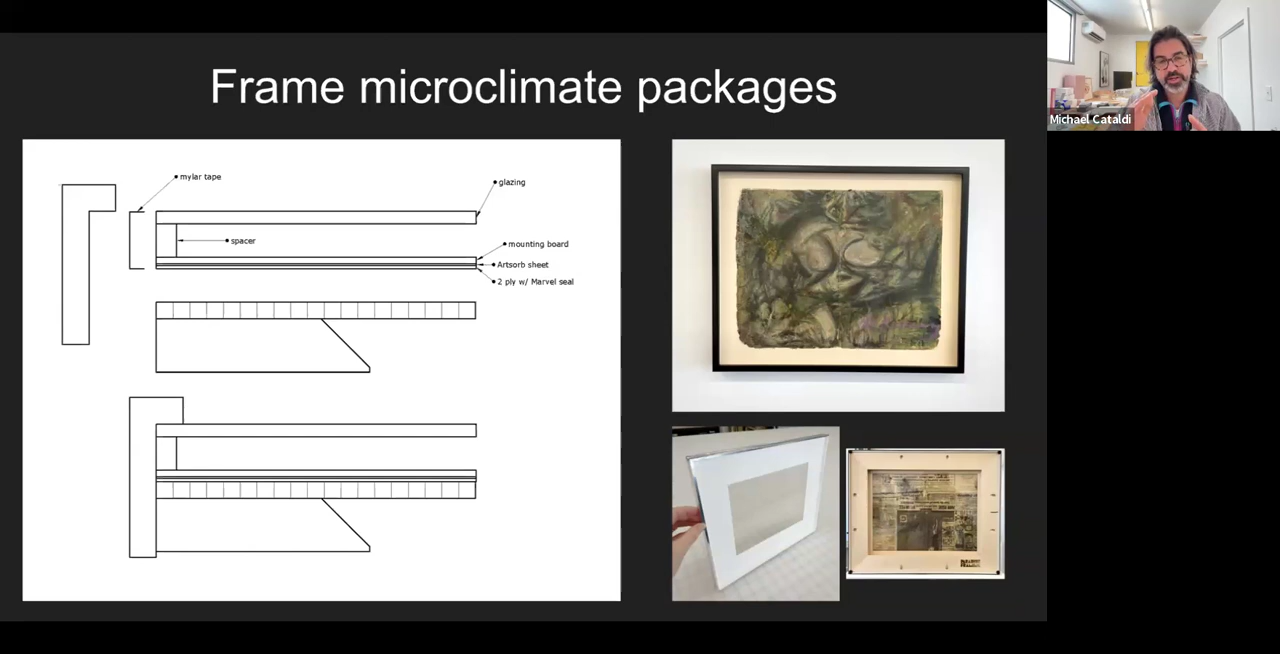 Frame microclimate packages
mylar tape
glazing
spacer
mounting board
Artsorb sheet
2 ply w/ Marvel seal
Michael Cataldi